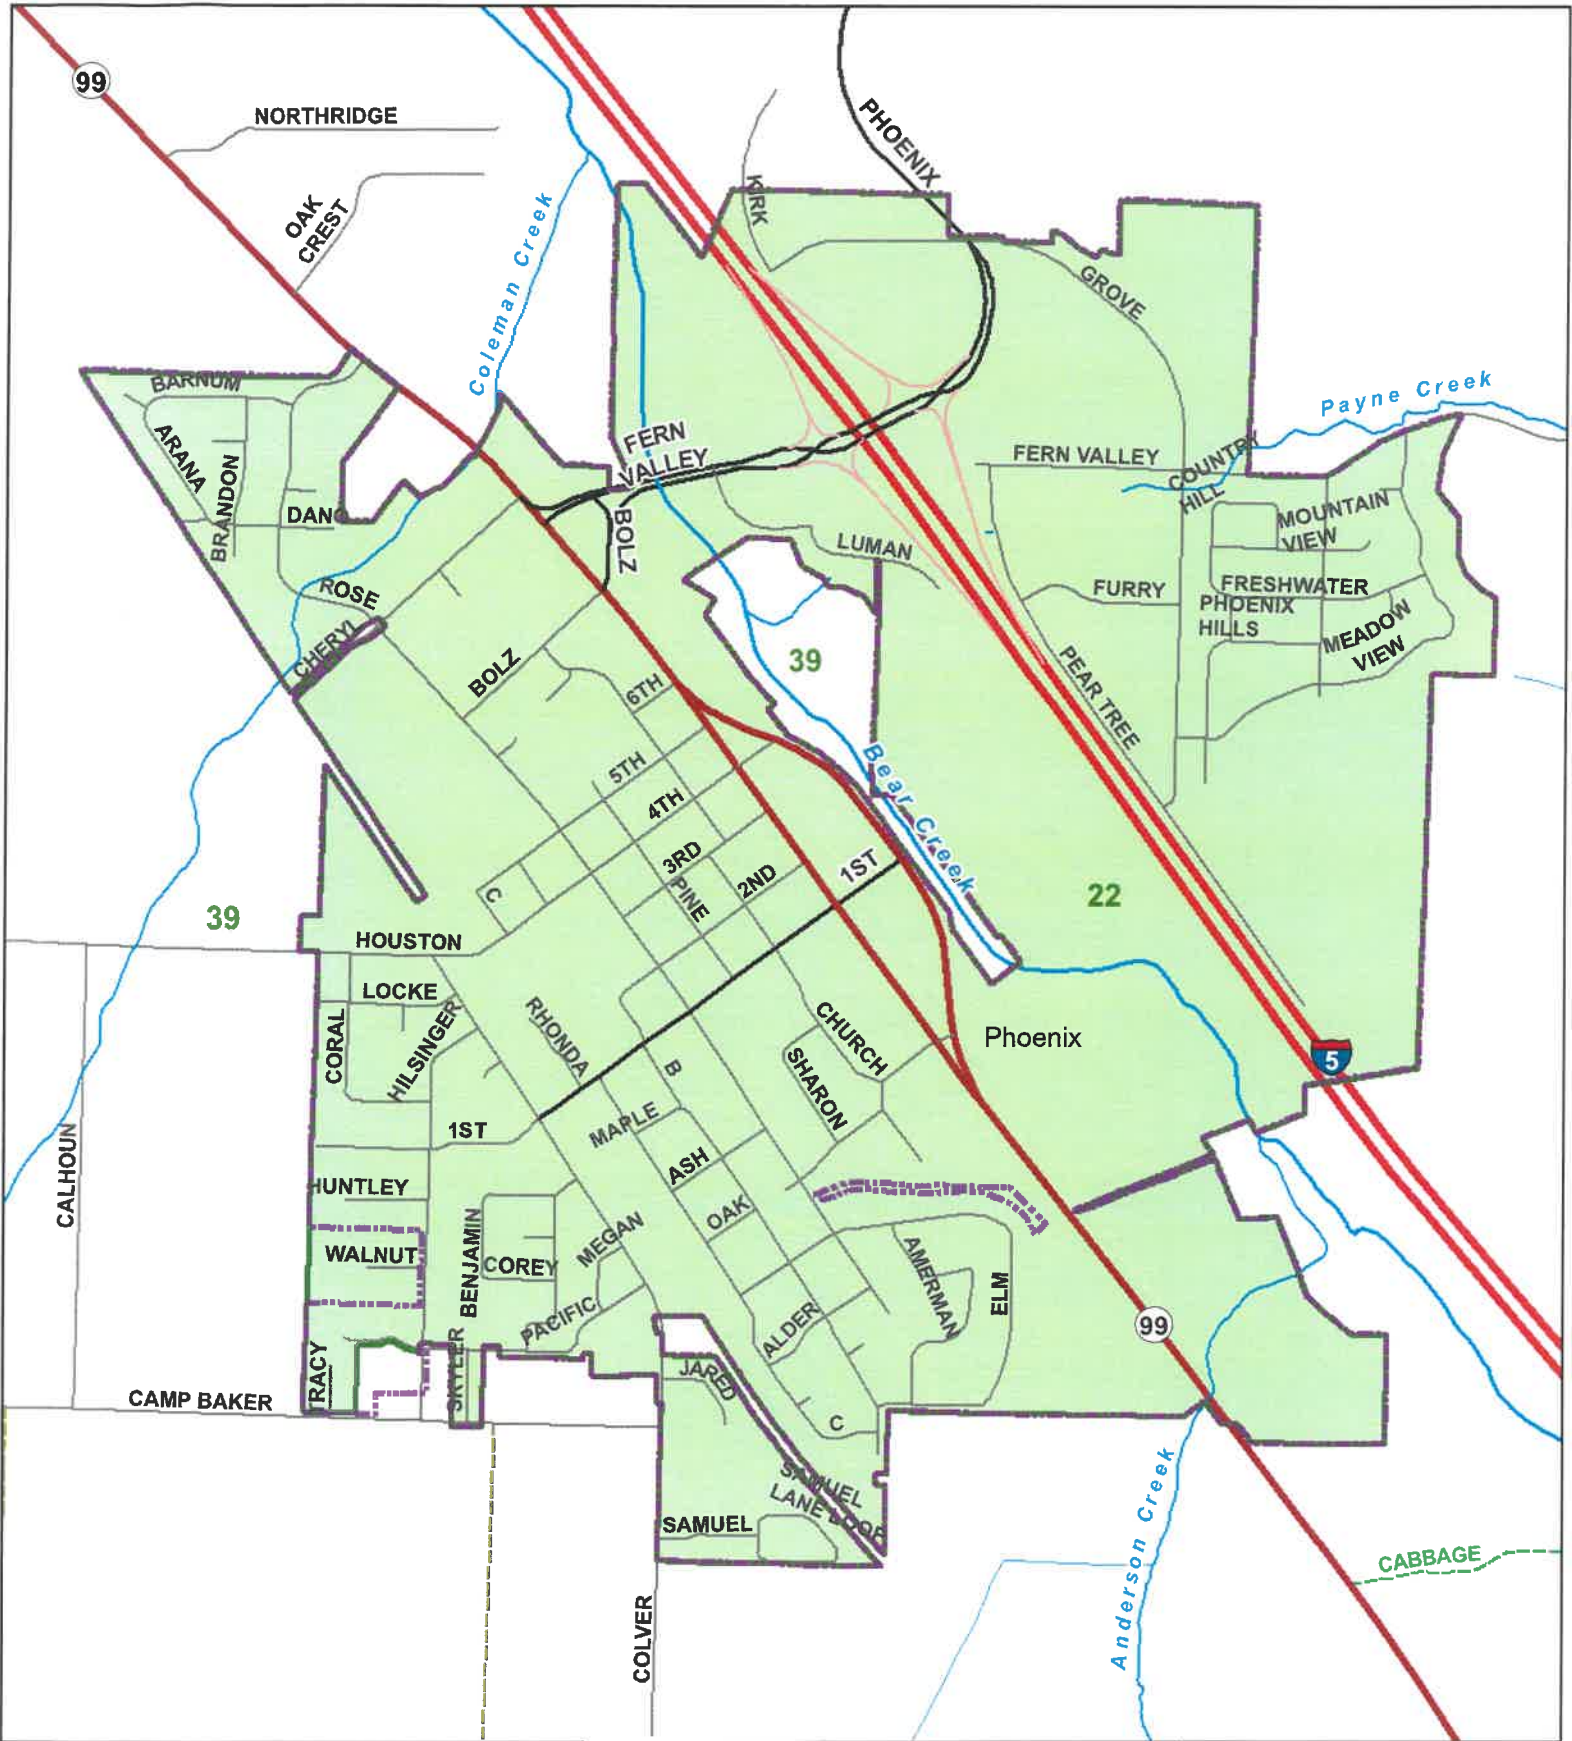 99
NORTHRIDGE
PHOENIX
KIRK
OAK
CREST
Coleman Creek
GROVE
BARNUM
Payne Creek
ARANA
FERN
VALLEY
FERN VALLEY
COUNTRY
HILL
BRANDON
DANO
BOLZ
MOUNTAIN
VIEW
LUMAN
ROSE
FURRY
FRESHWATER
PHOENIX
HILLS
MEADOW
VIEW
CHERYL
BOLZ
39
6TH
PEAR TREE
5TH
Bear Creek
4TH
3RD
PINE
2ND
1ST
C
22
39
HOUSTON
LOCKE
CORAL
HILSINGER
RHONDA
CHURCH
Phoenix
SHARON
B
5
1ST
MAPLE
CALHOUN
ASH
HUNTLEY
OAK
WALNUT
BENJAMIN
COREY
MEGAN
AMERMAN
ELM
PACIFIC
ALDER
99
TRACY
SKYLER
JARED
CAMP BAKER
C
SAMUEL
LANE LOOP
SAMUEL
Anderson Creek
CABBAGE
COLVER